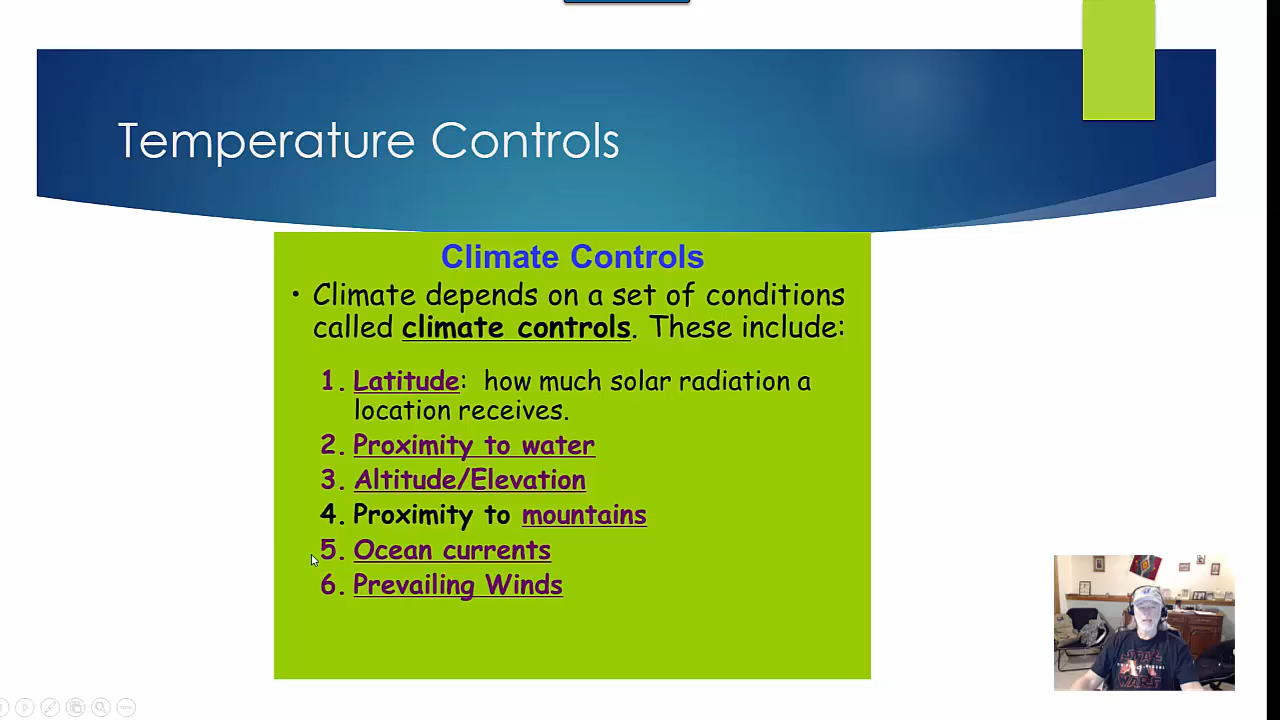 Temperature Controls
Climate Controls
• Climate depends on a set of conditions
called climate controls. These include:
1. Latitude: how much solar radiation a
location receives.
2. Proximity to water
3. Altitude/Elevation
4. Proximity to mountains
5. Ocean currents
6. Prevailing Winds
STAR
WARS